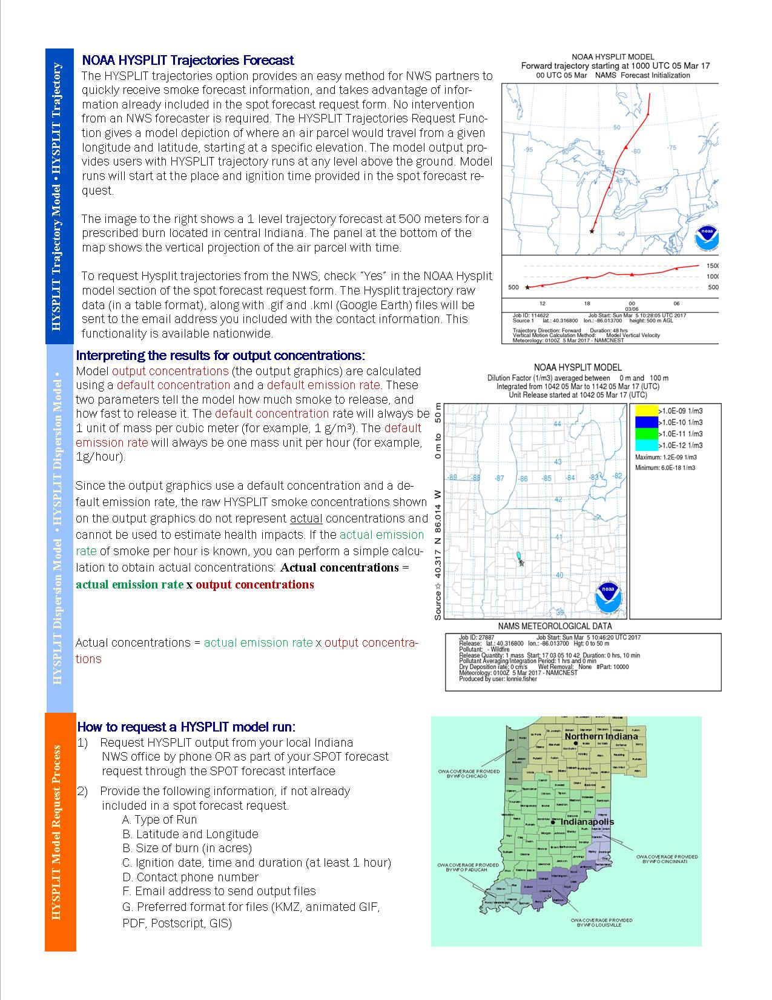 HYSPLIT Trajectory Model • HYSPLIT Trajectory
NOAA HYSPLIT Trajectories Forecast
The HYSPLIT trajectories option provides an easy method for NWS partners to
quickly receive smoke forecast information, and takes advantage of infor-
mation already included in the spot forecast request form. No intervention
from an NWS forecaster is required. The HYSPLIT Trajectories Request Func-
tion gives a model depiction of where an air parcel would travel from a given
longitude and latitude, starting at a specific elevation. The model output pro-
vides users with HYSPLIT trajectory runs at any level above the ground. Model
runs will start at the place and ignition time provided in the spot forecast re-
quest.
The image to the right shows a 1 level trajectory forecast at 500 meters for a
prescribed burn located in central Indiana. The panel at the bottom of the
map shows the vertical projection of the air parcel with time.
To request Hysplit trajectories from the NWS, check “Yes” in the NOAA Hysplit
model section of the spot forecast request form. The Hysplit trajectory raw
data (in a table format), along with .gif and .kml (Google Earth) files will be
sent to the email address you included with the contact information. This
functionality is available nationwide.
NOAA HYSPLIT MODEL
Forward trajectory starting at 1000 UTC 05 Mar 17
00 UTC 05 Mar NAMS Forecast Initialization
50
-95 -90 -85 -80 -75 -70
45
40
noaa
1500
1000
500 500
12 18 00 06
03/06
Job ID: 114622 Job Start: Sun Mar 5 10:28:05 UTC 2017
Source 1 lat.: 40.316800 lon.: -86.013700 height: 500 m AGL
Trajectory Direction: Forward Duration: 48 hrs
Vertical Motion Calculation Method: Model Vertical Velocity
Meteorology: 0100Z 5 Mar 2017 - NAMCNEST
HYSPLIT Dispersion Model • HYSPLIT Dispersion Model •
Interpreting the results for output concentrations:
Model output concentrations (the output graphics) are calculated
using a default concentration and a default emission rate. These
two parameters tell the model how much smoke to release, and
how fast to release it. The default concentration rate will always be
1 unit of mass per cubic meter (for example, 1 g/m³). The default
emission rate will always be one mass unit per hour (for example,
1g/hour).
Since the output graphics use a default concentration and a de-
fault emission rate, the raw HYSPLIT smoke concentrations shown
on the output graphics do not represent actual concentrations and
cannot be used to estimate health impacts. If the actual emission
rate of smoke per hour is known, you can perform a simple calcu-
lation to obtain actual concentrations: Actual concentrations =
actual emission rate x output concentrations
Actual concentrations = actual emission rate x output concentra-
tions
NOAA HYSPLIT MODEL
Dilution Factor (1/m3) averaged between 0 m and 100 m
Integrated from 1042 05 Mar to 1142 05 Mar 17 (UTC)
Unit Release started at 1042 05 Mar 17 (UTC)
Source ☆ 40.317 N 86.014 W 0 m to 50 m
44
43
-89 -88 -87 -86 -85 -84 -83 -82
42
41
40
39
noaa
>1.0E-09 1/m3
>1.0E-10 1/m3
>1.0E-11 1/m3
>1.0E-12 1/m3
Maximum: 1.2E-09 1/m3
Minimum: 6.0E-18 1/m3
NAMS METEOROLOGICAL DATA
Job ID: 27887 Job Start: Sun Mar 5 10:46:20 UTC 2017
Release: lat.: 40.316800 lon.: -86.013700 Hgt: 0 to 50 m
Pollutant: - Wildfire
Release Quantity: 1 mass Start: 17 03 05 10 42 Duration: 0 hrs, 10 min
Pollutant Averaging/Integration Period: 1 hrs and 0 min
Dry Deposition rate: 0 cm/s Wet Removal: None #Part: 10000
Meteorology: 0100Z 5 Mar 2017 - NAMCNEST
Produced by user: lonnie.fisher
HYSPLIT Model Request Process
How to request a HYSPLIT model run:
1) Request HYSPLIT output from your local Indiana
NWS office by phone OR as part of your SPOT forecast
request through the SPOT forecast interface
2) Provide the following information, if not already
included in a spot forecast request.
A. Type of Run
B. Latitude and Longitude
B. Size of burn (in acres)
C. Ignition date, time and duration (at least 1 hour)
D. Contact phone number
F. Email address to send output files
G. Preferred format for files (KMZ, animated GIF,
PDF, Postscript, GIS)
Northern Indiana
CWA COVERAGE PROVIDED
BY WFO CHICAGO
Indianapolis
CWA COVERAGE PROVIDED
BY WFO PADUCAH
CWA COVERAGE PROVIDED
BY WFO CINCINNATI
CWA COVERAGE PROVIDED
BY WFO LOUISVILLE